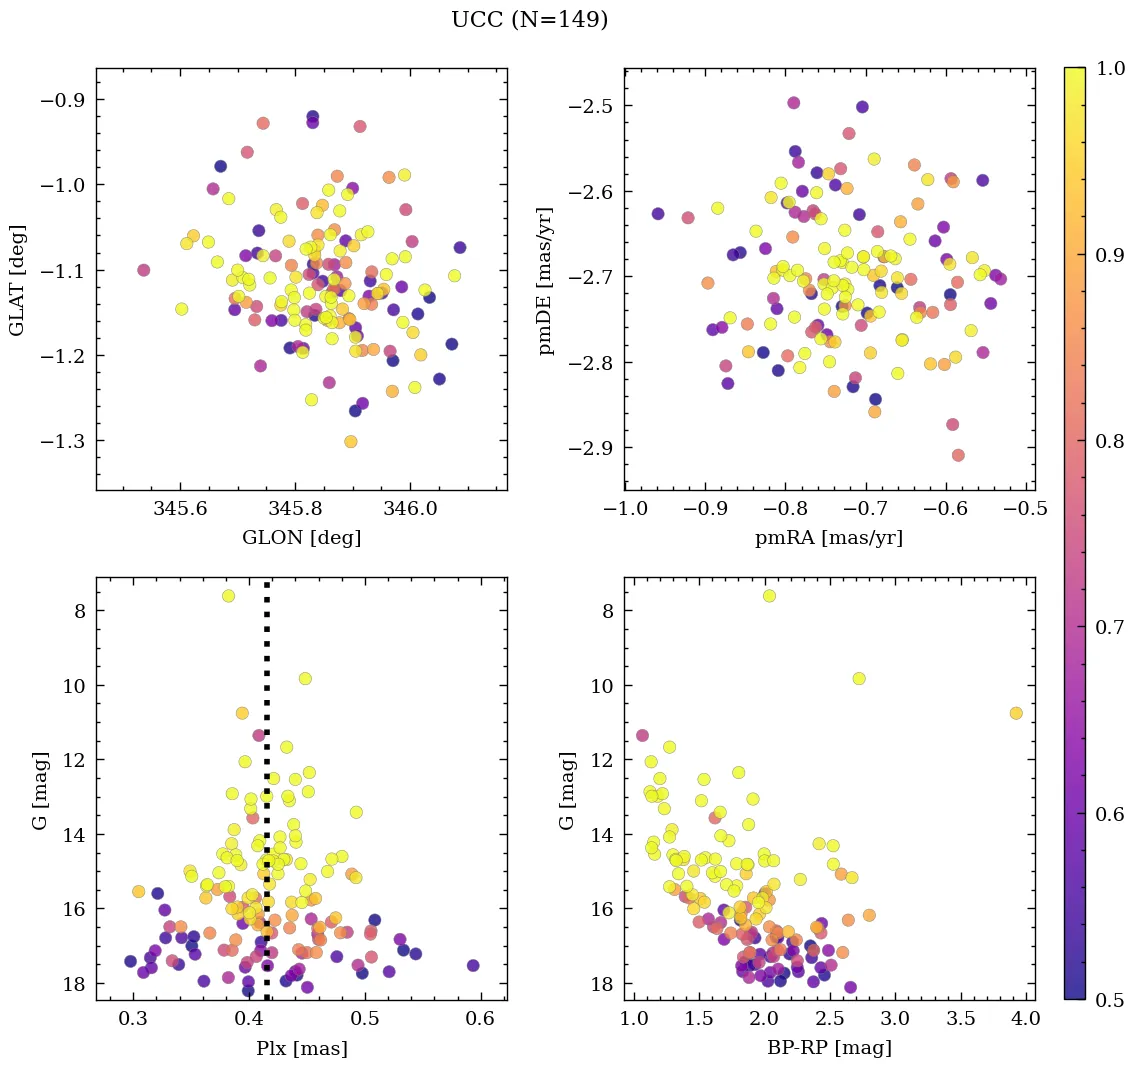 UCC (N=149)
−0.9
−1.0
−1.1
−1.2
−1.3
GLAT [deg]
345.6 345.8 346.0
GLON [deg]
−2.5
−2.6
−2.7
−2.8
−2.9
pmDE [mas/yr]
−1.0 −0.9 −0.8 −0.7 −0.6 −0.5
pmRA [mas/yr]
1.0
0.9
0.8
0.7
0.6
0.5
8
10
12
14
16
18
G [mag]
0.3 0.4 0.5 0.6
Plx [mas]
8
10
12
14
16
18
G [mag]
1.0 1.5 2.0 2.5 3.0 3.5 4.0
BP-RP [mag]